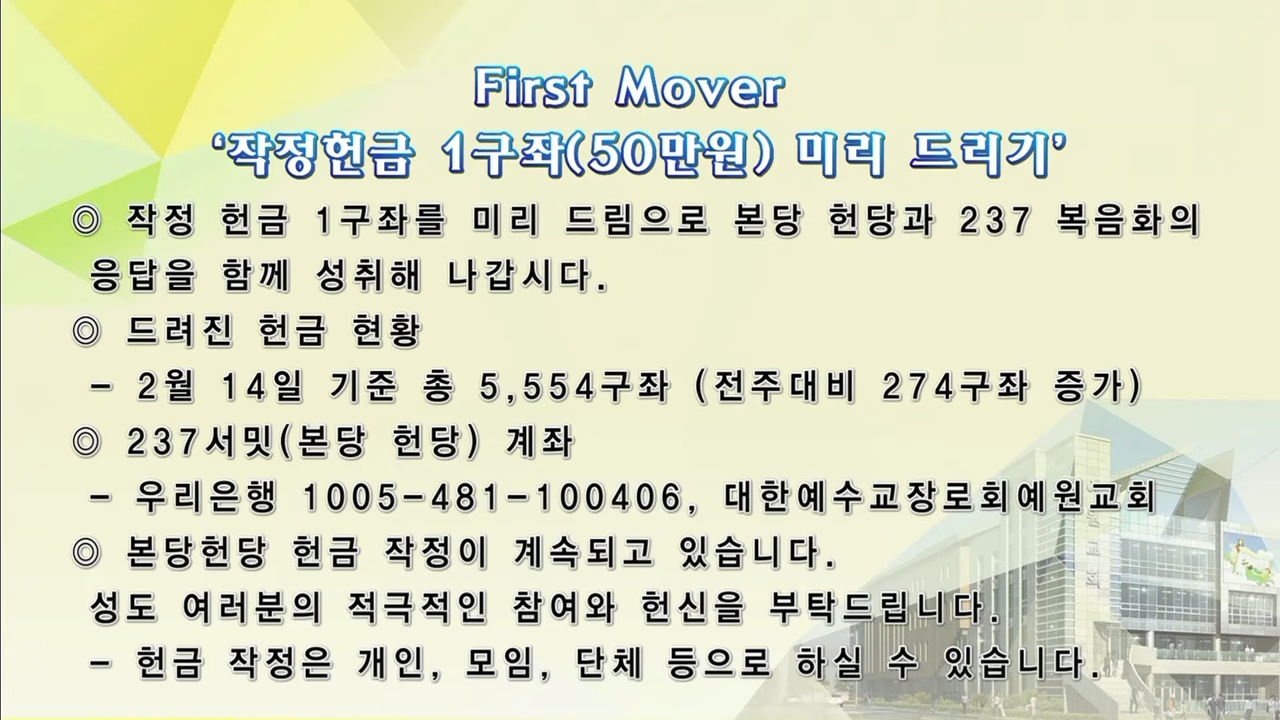 First Mover
‘작정헌금 1구좌(50만원) 미리 드리기’
◎ 작정 헌금 1구좌를 미리 드림으로 본당 헌당과 237 복음화의
응답을 함께 성취해 나갑시다.
◎ 드려진 헌금 현황
- 2월 14일 기준 총 5,554구좌 (전주대비 274구좌 증가)
◎ 237서밋(본당 헌당) 계좌
- 우리은행 1005-481-100406, 대한예수교장로회예원교회
◎ 본당헌당 헌금 작정이 계속되고 있습니다.
성도 여러분의 적극적인 참여와 헌신을 부탁드립니다.
- 헌금 작정은 개인, 모임, 단체 등으로 하실 수 있습니다.